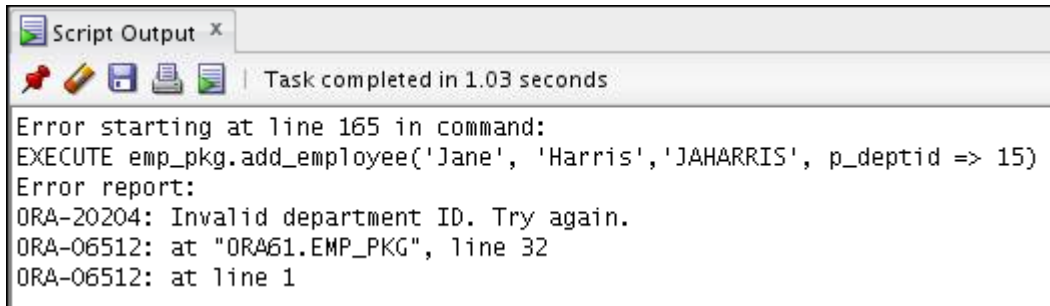 Script Output x
Task completed in 1.03 seconds
Error starting at line 165 in command:
EXECUTE emp_pkg.add_employee('Jane', 'Harris','JAHARRIS', p_deptid => 15)
Error report:
ORA-20204: Invalid department ID. Try again.
ORA-06512: at "ORA61.EMP_PKG", line 32
ORA-06512: at line 1